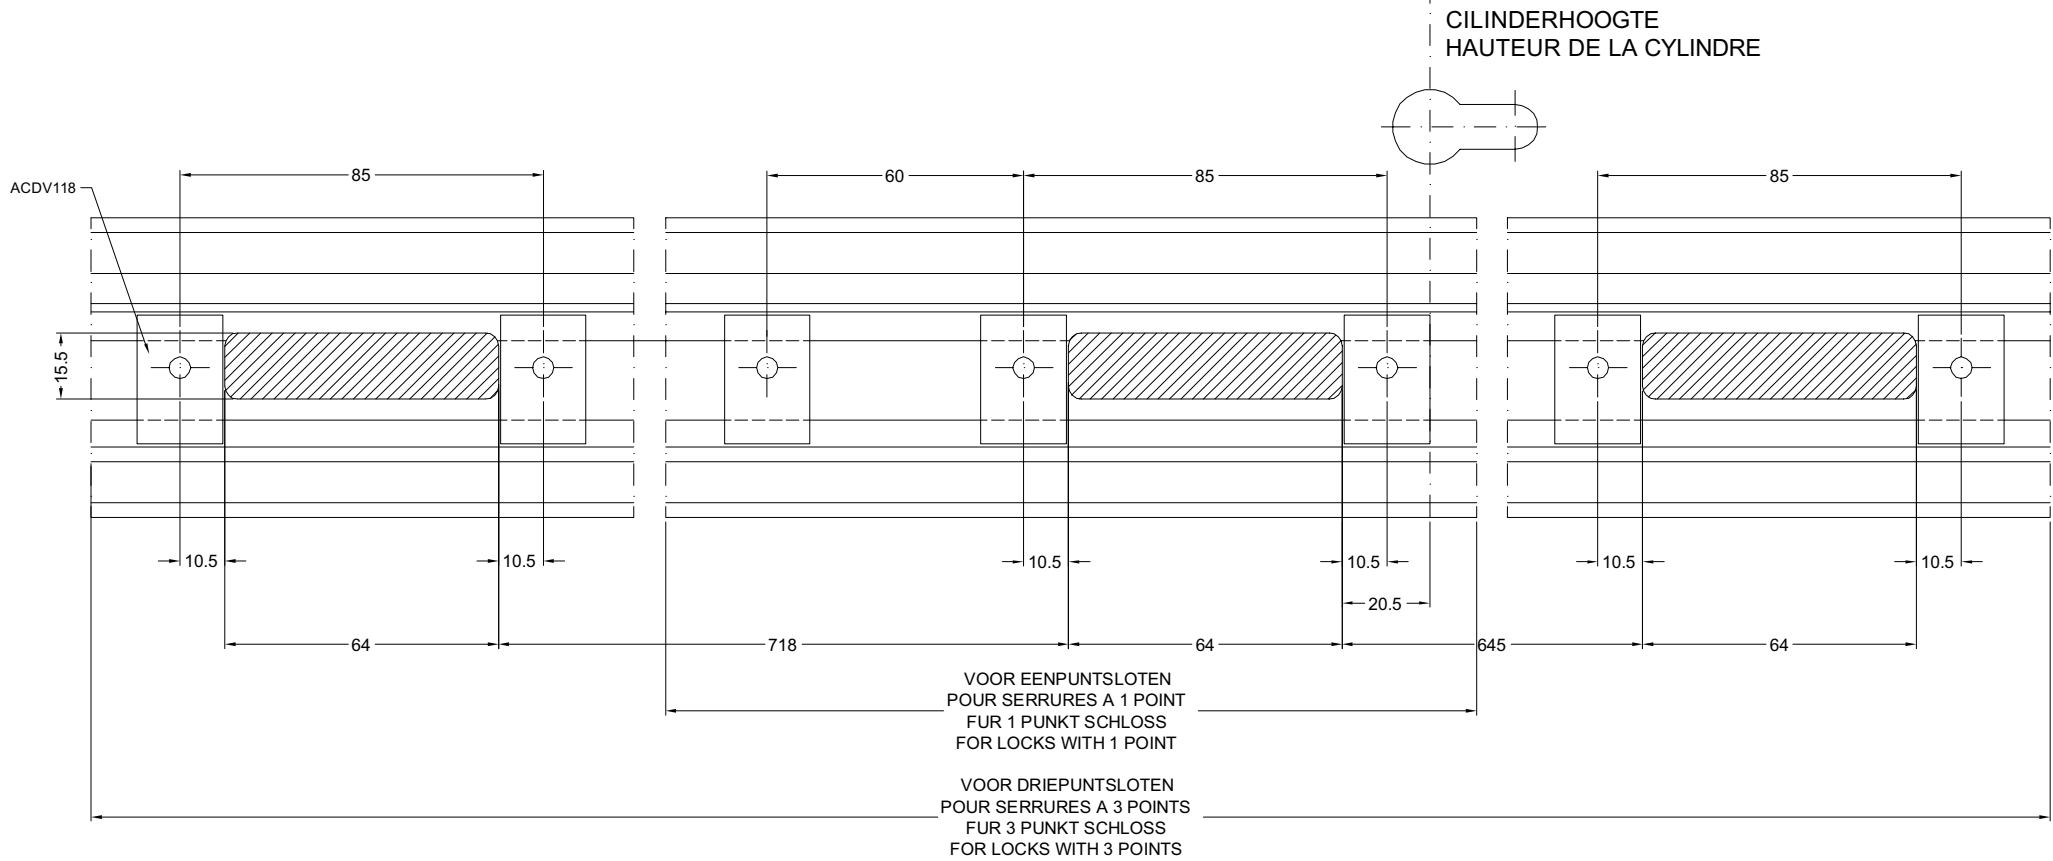 CILINDERHOOGTE
HAUTEUR DE LA CYLINDRE
85
60
85
85
ACDV118
15.5
10.5
10.5
10.5
10.5
10.5
10.5
20.5
64
718
64
645
64
VOOR EENPUNTSLOTEN
POUR SERRURES A 1 POINT
FUR 1 PUNKT SCHLOSS
FOR LOCKS WITH 1 POINT
VOOR DRIEPUNTSLOTEN
POUR SERRURES A 3 POINTS
FUR 3 PUNKT SCHLOSS
FOR LOCKS WITH 3 POINTS